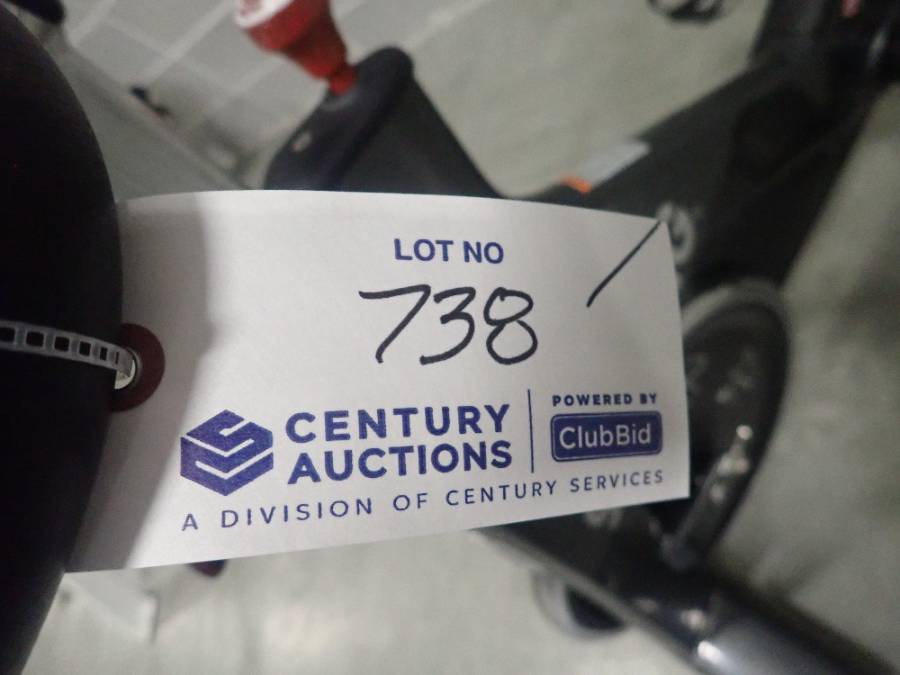 LOT NO
738 /
CENTURY
AUCTIONS
POWERED BY
ClubBid
A DIVISION OF CENTURY SERVICES